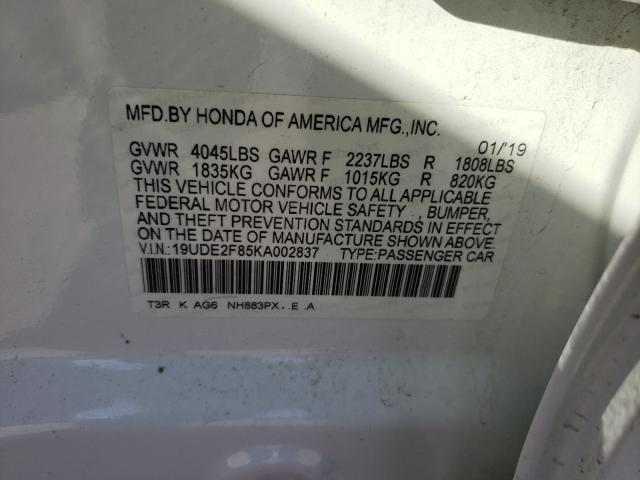 MFD.BY HONDA OF AMERICA MFG.,INC.
01/'19
GVWR 4045LBS GAWR F 2237LBS R 1808LBS
GVWR 1835KG GAWR F 1015KG R 820KG
THIS VEHICLE CONFORMS TO ALL APPLICABLE
FEDERAL MOTOR VEHICLE SAFETY , BUMPER,
AND THEFT PREVENTION STANDARDS IN EFFECT
ON THE DATE OF MANUFACTURE SHOWN ABOVE.
V.I.N.:19UDE2F85KA002837 TYPE:PASSENGER CAR
T3R K AG6 NH883PX..E .A